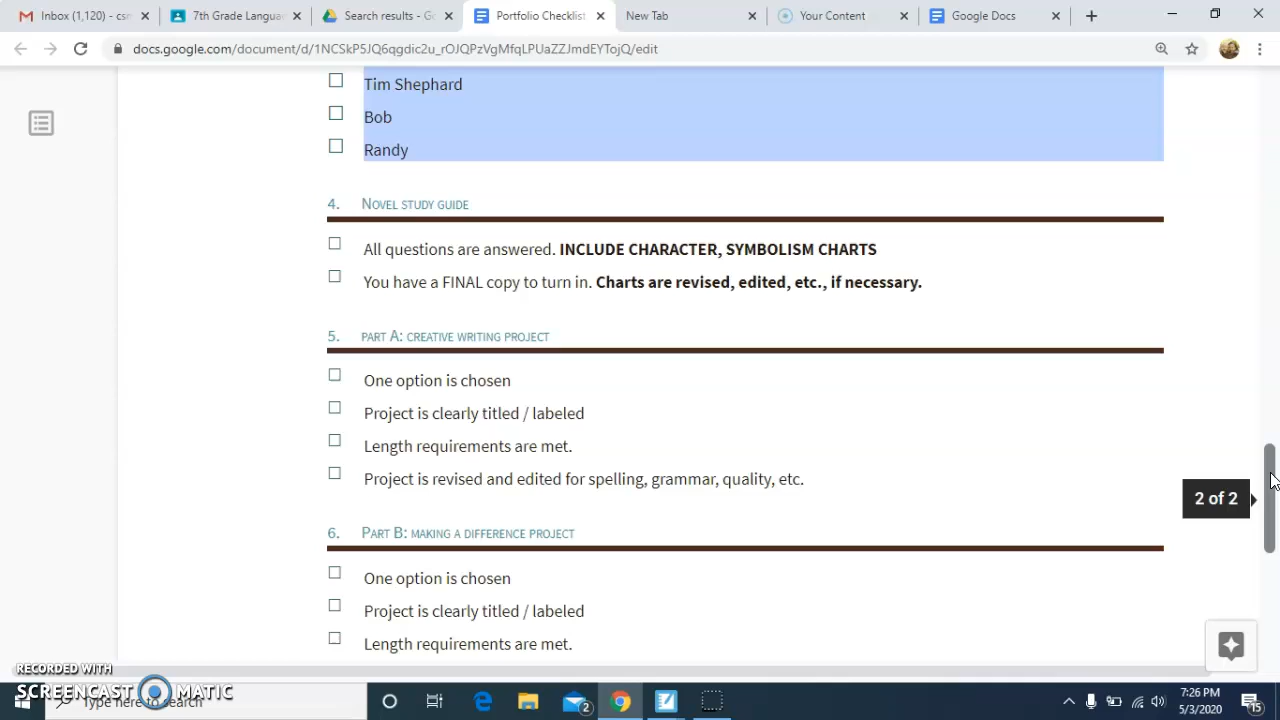 Inbox (1,120) - csm
7th Grade Langua
Search results - G
Portfolio Checklist
New Tab
Your Content
Google Docs
docs.google.com/document/d/1NCSkP5JQ6qgdic2u_rOJQPzVgMfqLPUaZZJmdEYTojQ/edit
Tim Shephard
Bob
Randy
4. Novel study guide
All questions are answered. INCLUDE CHARACTER, SYMBOLISM CHARTS
You have a FINAL copy to turn in. Charts are revised, edited, etc., if necessary.
5. part A: creative writing project
One option is chosen
Project is clearly titled / labeled
Length requirements are met.
Project is revised and edited for spelling, grammar, quality, etc.
2 of 2
6. Part B: making a difference project
One option is chosen
Project is clearly titled / labeled
Length requirements are met.
RECORDED WITH
SCREENCAST MATIC
Type here to search
2
7:26 PM
5/3/2020
15